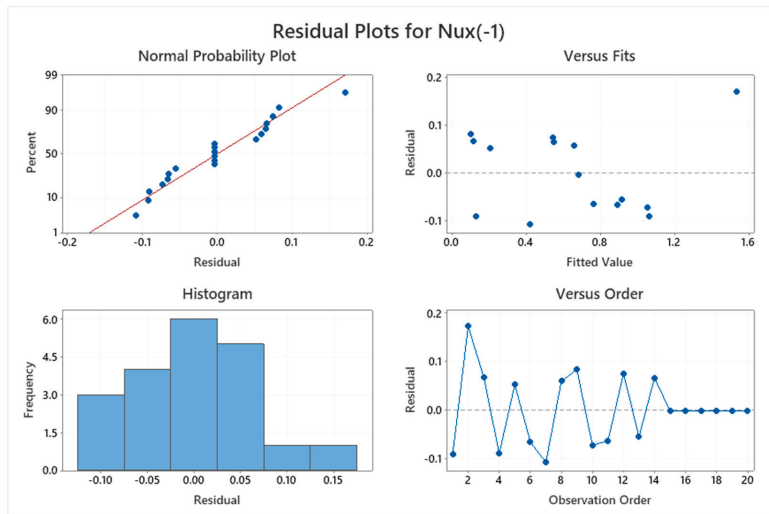 Residual Plots for Nux(-1)
Normal Probability Plot
99
90
50
10
1
Percent
-0.2 -0.1 0.0 0.1 0.2
Residual
Versus Fits
0.2
0.1
0.0
-0.1
Residual
0.0 0.4 0.8 1.2 1.6
Fitted Value
Histogram
6.0
4.5
3.0
1.5
0.0
Frequency
-0.10 -0.05 0.00 0.05 0.10 0.15
Residual
Versus Order
0.2
0.1
0.0
-0.1
Residual
2 4 6 8 10 12 14 16 18 20
Observation Order